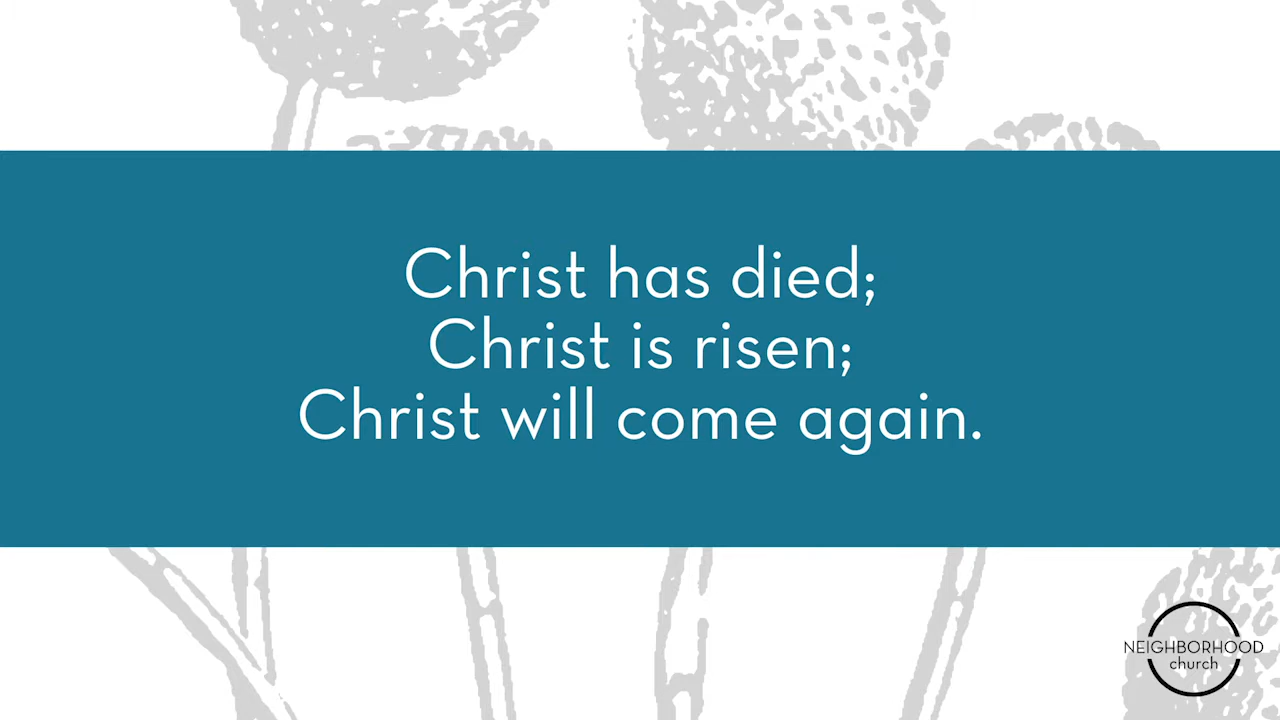 Christ has died;
Christ is risen;
Christ will come again.
NEIGHBORHOOD
church